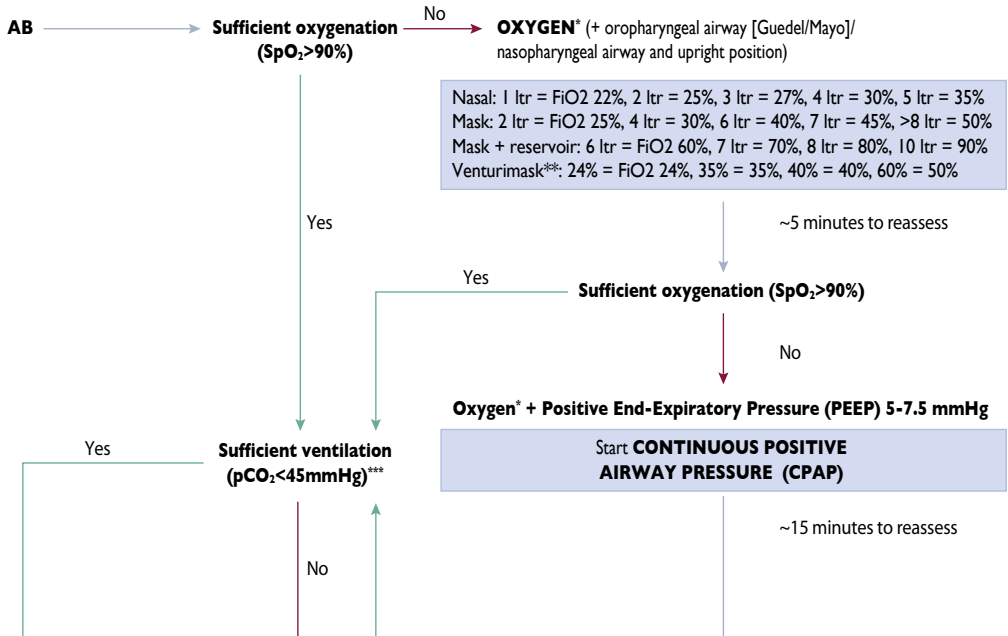 AB
Sufficient oxygenation
(SpO₂>90%)
No
OXYGEN* (+ oropharyngeal airway [Guedel/Mayo]/
nasopharyngeal airway and upright position)
Nasal: 1 ltr = FiO2 22%, 2 ltr = 25%, 3 ltr = 27%, 4 ltr = 30%, 5 ltr = 35%
Mask: 2 ltr = FiO2 25%, 4 ltr = 30%, 6 ltr = 40%, 7 ltr = 45%, >8 ltr = 50%
Mask + reservoir: 6 ltr = FiO2 60%, 7 ltr = 70%, 8 ltr = 80%, 10 ltr = 90%
Venturimask**: 24% = FiO2 24%, 35% = 35%, 40% = 40%, 60% = 50%
Yes
~5 minutes to reassess
Yes
Sufficient oxygenation (SpO₂>90%)
No
Oxygen* + Positive End-Expiratory Pressure (PEEP) 5-7.5 mmHg
Yes
Sufficient ventilation
(pCO₂<45mmHg)***
Start CONTINUOUS POSITIVE
AIRWAY PRESSURE (CPAP)
~15 minutes to reassess
No